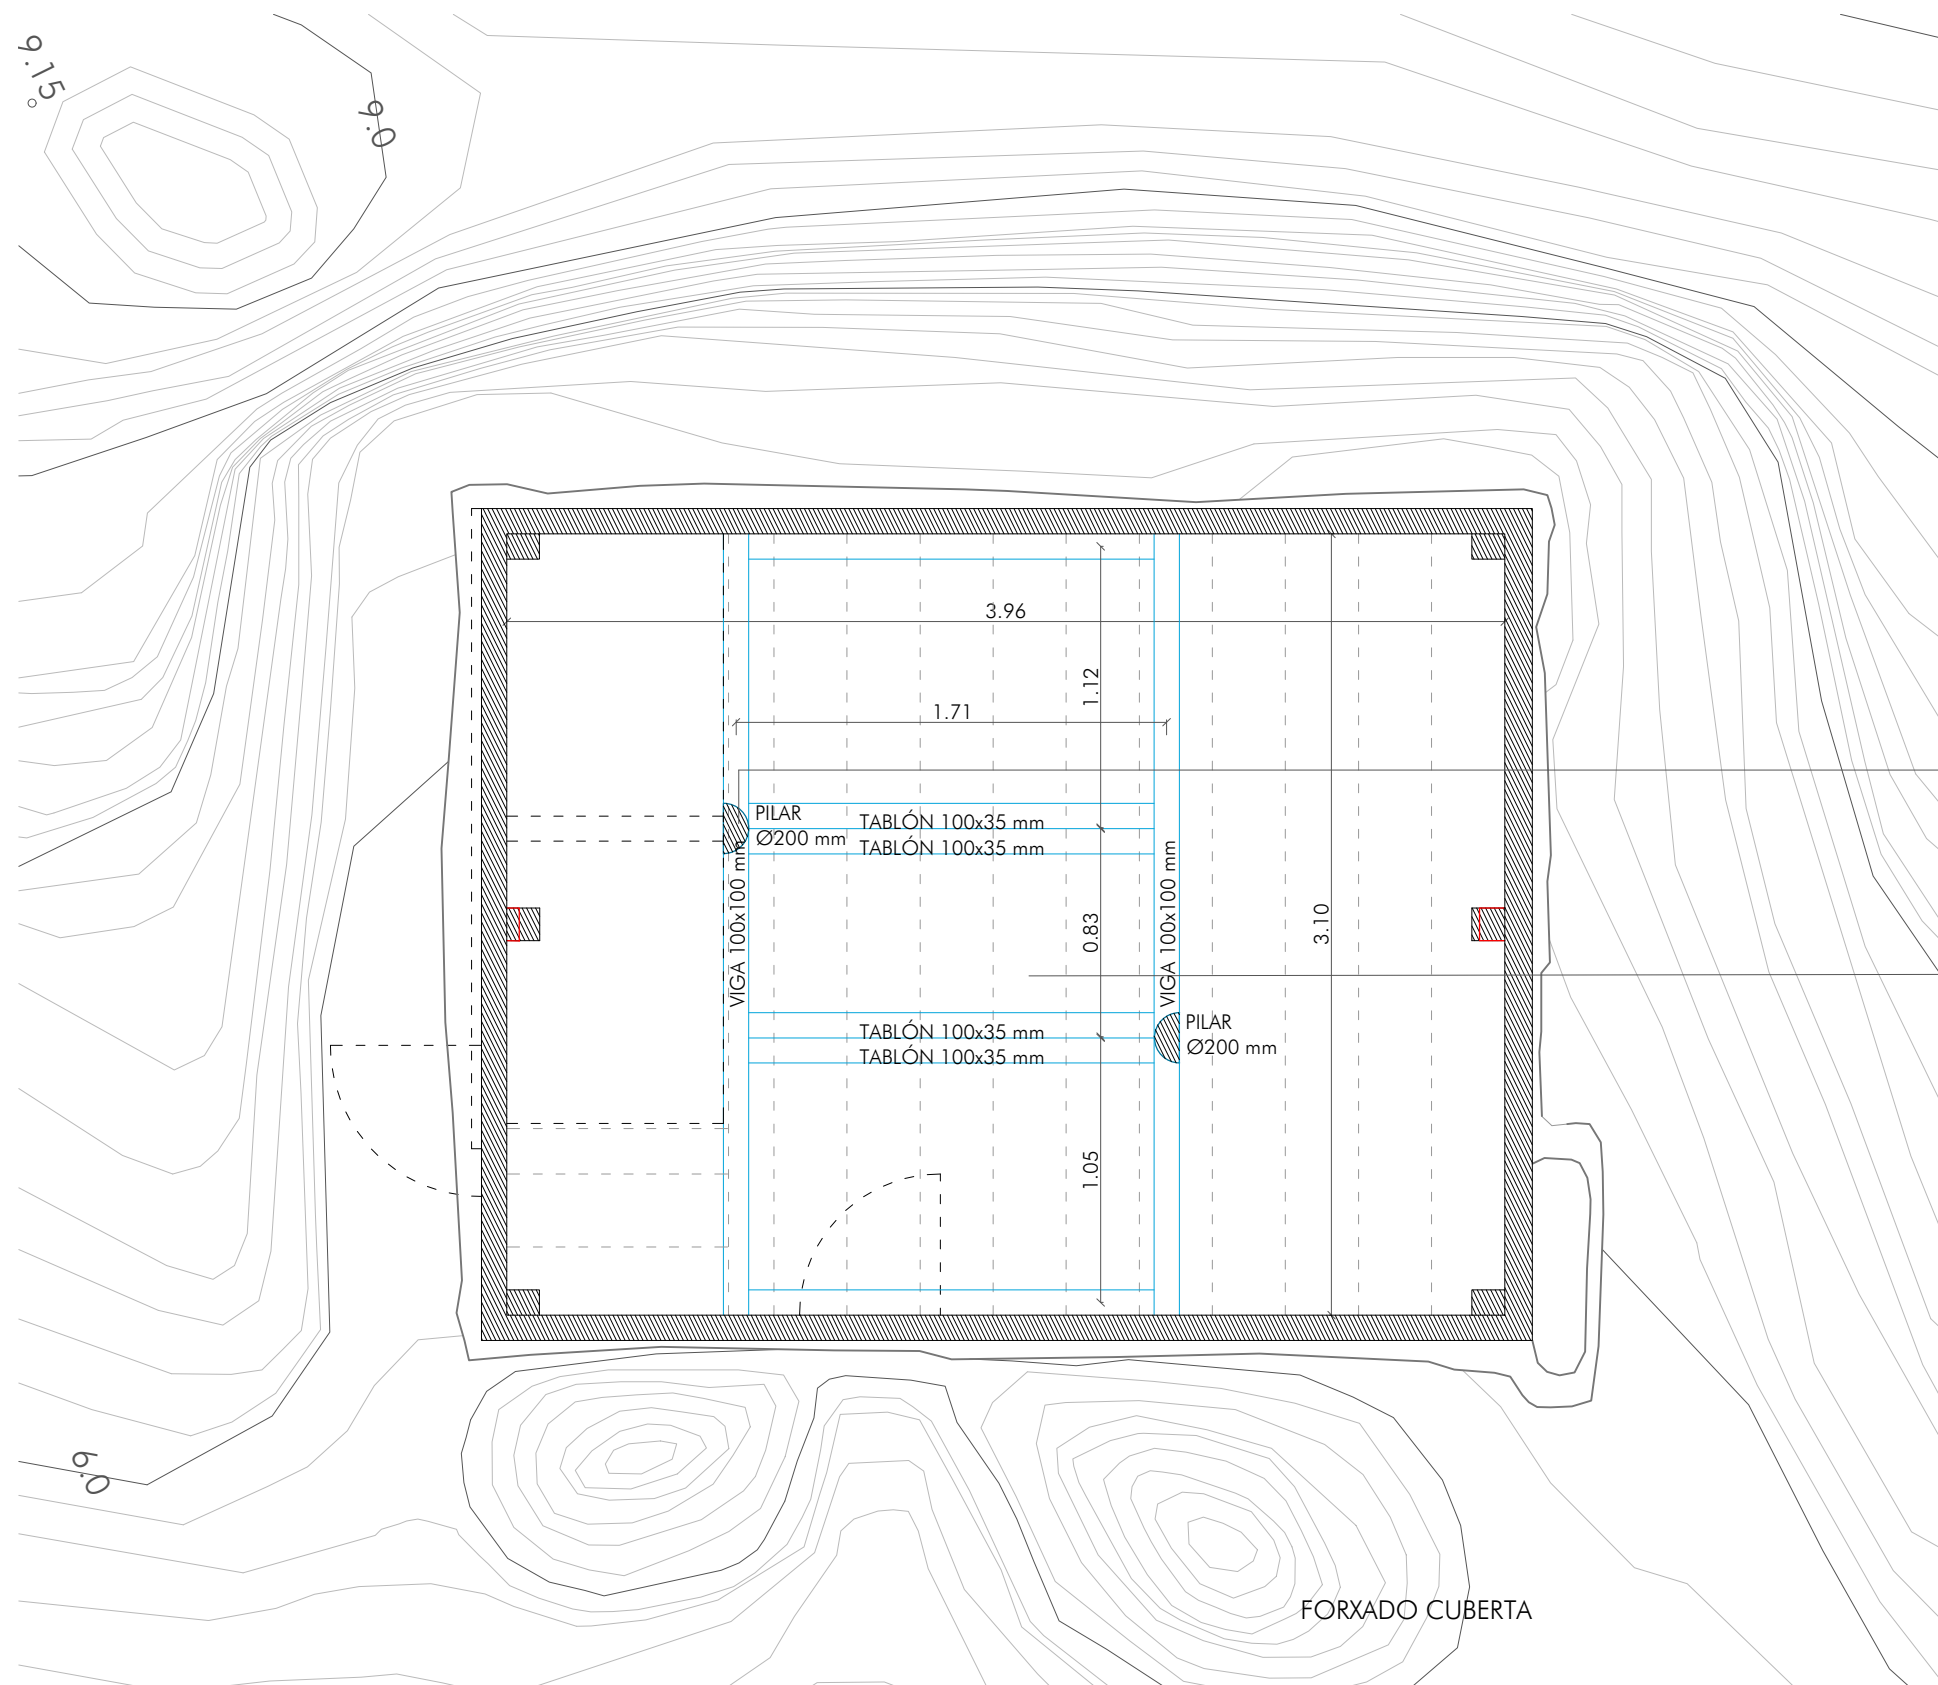 9.15
9.0
3.96
1.12
1.71
PILAR
Ø200 mm
TABLÓN 100x35 mm
TABLÓN 100x35 mm
VIGA 100x100 mm
0.83
VIGA 100x100 mm
3.10
TABLÓN 100x35 mm
TABLÓN 100x35 mm
PILAR
Ø200 mm
1.05
6.0
FORXADO CUBERTA